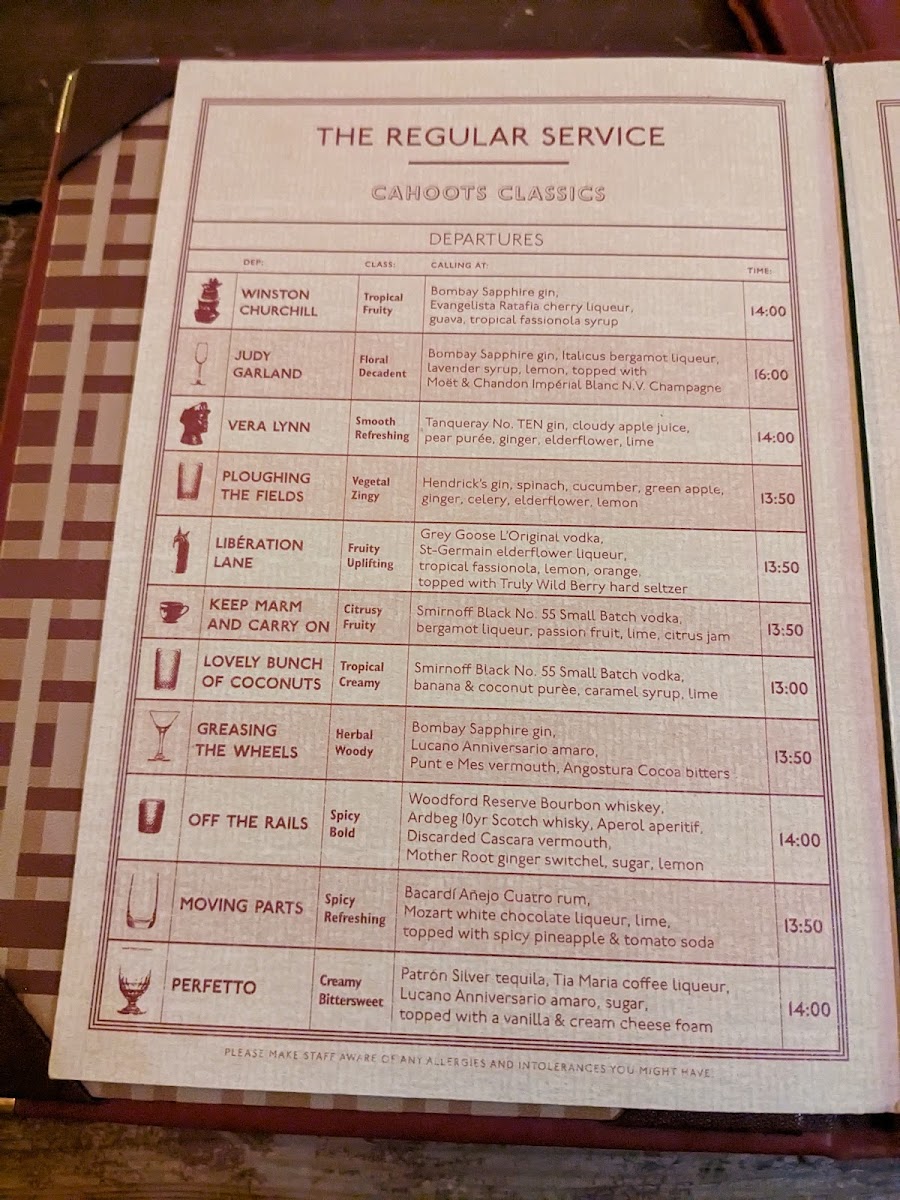 THE REGULAR SERVICE
CAHOOTS CLASSICS
DEPARTURES
DEP: CLASS: CALLING AT: TIME:
WINSTON CHURCHILL
Tropical Fruity
Bombay Sapphire gin,
Evangelista Ratafia cherry liqueur,
guava, tropical fassionola syrup
14:00
JUDY GARLAND
Floral Decadent
Bombay Sapphire gin, Italicus bergamot liqueur,
lavender syrup, lemon, topped with
Moët & Chandon Impérial Blanc N.V. Champagne
16:00
VERA LYNN
Smooth Refreshing
Tanqueray No. TEN gin, cloudy apple juice,
pear purée, ginger, elderflower, lime
14:00
PLOUGHING THE FIELDS
Vegetal Zingy
Hendrick's gin, spinach, cucumber, green apple,
ginger, celery, elderflower, lemon
13:50
LIBÉRATION LANE
Fruity Uplifting
Grey Goose L'Original vodka,
St-Germain elderflower liqueur,
tropical fassionola, lemon, orange,
topped with Truly Wild Berry hard seltzer
13:50
KEEP MARM AND CARRY ON
Citrusy Fruity
Smirnoff Black No. 55 Small Batch vodka,
bergamot liqueur, passion fruit, lime, citrus jam
13:50
LOVELY BUNCH OF COCONUTS
Tropical Creamy
Smirnoff Black No. 55 Small Batch vodka,
banana & coconut purèe, caramel syrup, lime
13:00
GREASING THE WHEELS
Herbal Woody
Bombay Sapphire gin,
Lucano Anniversario amaro,
Punt e Mes vermouth, Angostura Cocoa bitters
13:50
OFF THE RAILS
Spicy Bold
Woodford Reserve Bourbon whiskey,
Ardbeg 10yr Scotch whisky, Aperol aperitif,
Discarded Cascara vermouth,
Mother Root ginger switchel, sugar, lemon
14:00
MOVING PARTS
Spicy Refreshing
Bacardí Añejo Cuatro rum,
Mozart white chocolate liqueur, lime,
topped with spicy pineapple & tomato soda
13:50
PERFETTO
Creamy Bittersweet
Patrón Silver tequila, Tia Maria coffee liqueur,
Lucano Anniversario amaro, sugar,
topped with a vanilla & cream cheese foam
14:00
PLEASE MAKE STAFF AWARE OF ANY ALLERGIES AND INTOLERANCES YOU MIGHT HAVE.